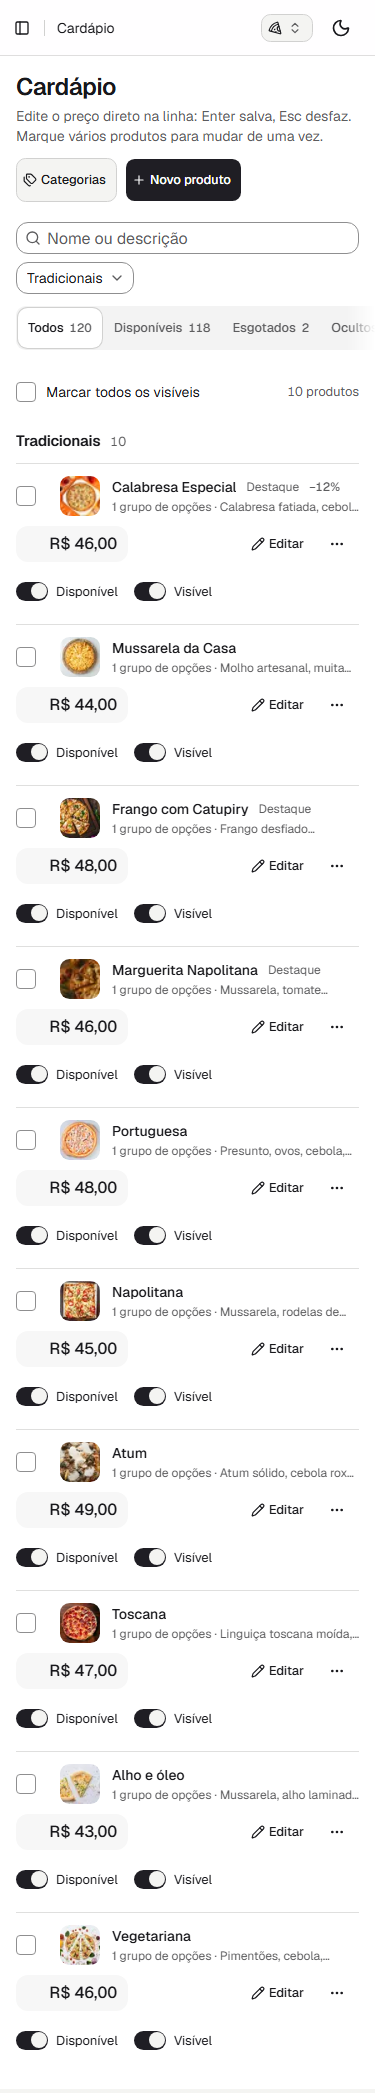 Cardápio
Cardápio
Edite o preço direto na linha: Enter salva, Esc desfaz.
Marque vários produtos para mudar de uma vez.
Categorias
Novo produto
Nome ou descrição
Tradicionais
Todos 120 Disponíveis 118 Esgotados 2 Ocultos
Marcar todos os visíveis 10 produtos
Tradicionais 10
Calabresa Especial Destaque −12%
1 grupo de opções · Calabresa fatiada, cebol...
R$ 46,00 Editar
Disponível Visível
Mussarela da Casa
1 grupo de opções · Molho artesanal, muita...
R$ 44,00 Editar
Disponível Visível
Frango com Catupiry Destaque
1 grupo de opções · Frango desfiado...
R$ 48,00 Editar
Disponível Visível
Marguerita Napolitana Destaque
1 grupo de opções · Mussarela, tomate...
R$ 46,00 Editar
Disponível Visível
Portuguesa
1 grupo de opções · Presunto, ovos, cebola,...
R$ 48,00 Editar
Disponível Visível
Napolitana
1 grupo de opções · Mussarela, rodelas de...
R$ 45,00 Editar
Disponível Visível
Atum
1 grupo de opções · Atum sólido, cebola rox...
R$ 49,00 Editar
Disponível Visível
Toscana
1 grupo de opções · Linguiça toscana moída,...
R$ 47,00 Editar
Disponível Visível
Alho e óleo
1 grupo de opções · Mussarela, alho laminad...
R$ 43,00 Editar
Disponível Visível
Vegetariana
1 grupo de opções · Pimentões, cebola,...
R$ 46,00 Editar
Disponível Visível